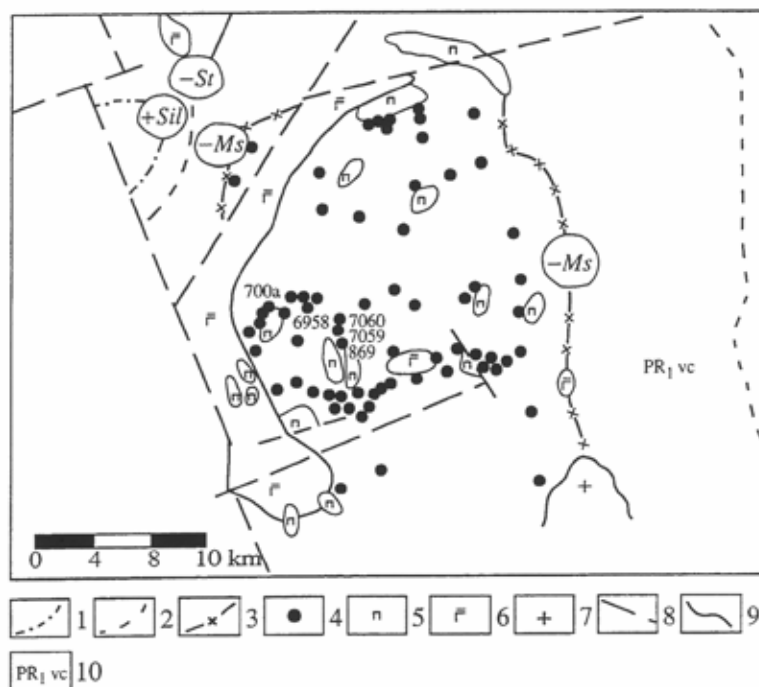 г̄
–St
+Sil
–Ms
г̄
п
г̄
п
п
–Ms
700a
6958
7060
7059
869
п
п
г̄
п
п
п
г̄
п
п
п
п
г̄
PR₁ vc
п
г̄
п
п
+
0 4 8 10 km
1 2 3 4 п 5 г̄ 6 + 7 8 9
PR₁ vc 10